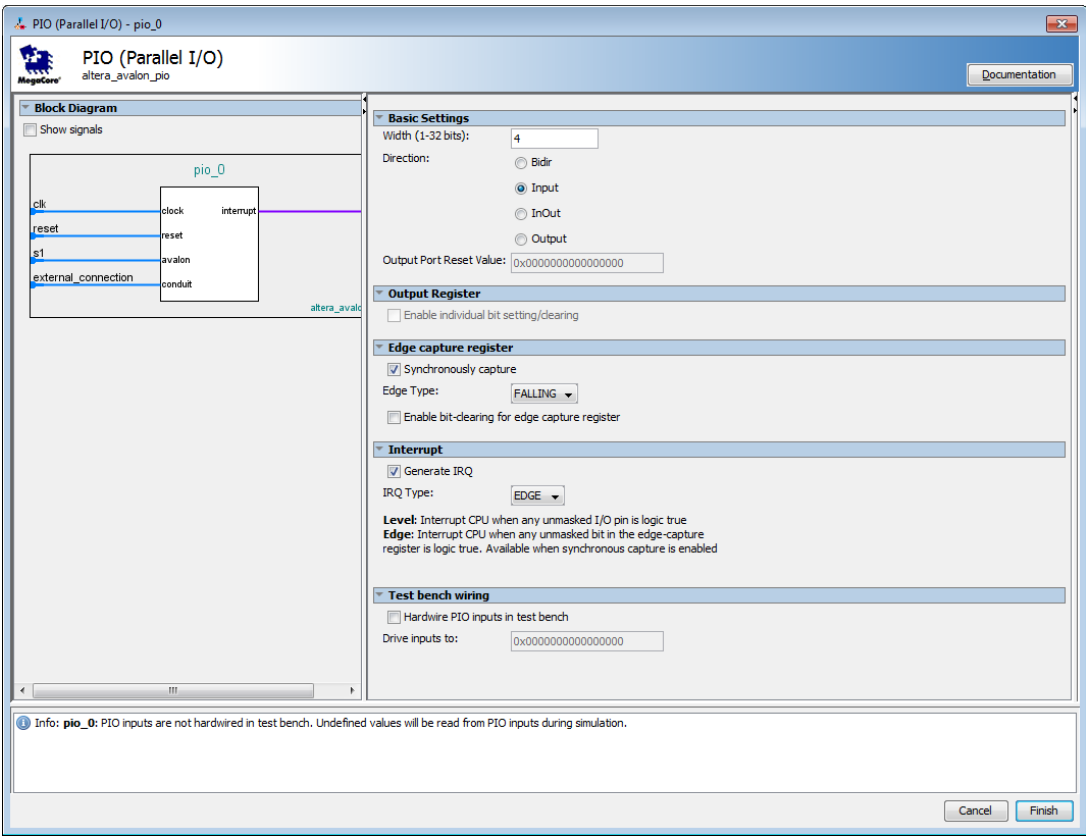 PIO (Parallel I/O) - pio_0
PIO (Parallel I/O)
altera_avalon_pio
MegaCore'
Documentation
Block Diagram
Show signals
pio_0
clk
clock
interrupt
reset
reset
s1
avalon
external_connection
conduit
altera_avalo
Basic Settings
Width (1-32 bits):
4
Direction:
Bidir
Input
InOut
Output
Output Port Reset Value:
0x0000000000000000
Output Register
Enable individual bit setting/clearing
Edge capture register
Synchronously capture
Edge Type:
FALLING
Enable bit-clearing for edge capture register
Interrupt
Generate IRQ
IRQ Type:
EDGE
Level: Interrupt CPU when any unmasked I/O pin is logic true
Edge: Interrupt CPU when any unmasked bit in the edge-capture
register is logic true. Available when synchronous capture is enabled
Test bench wiring
Hardwire PIO inputs in test bench
Drive inputs to:
0x0000000000000000
Info: pio_0: PIO inputs are not hardwired in test bench. Undefined values will be read from PIO inputs during simulation.
Cancel
Finish